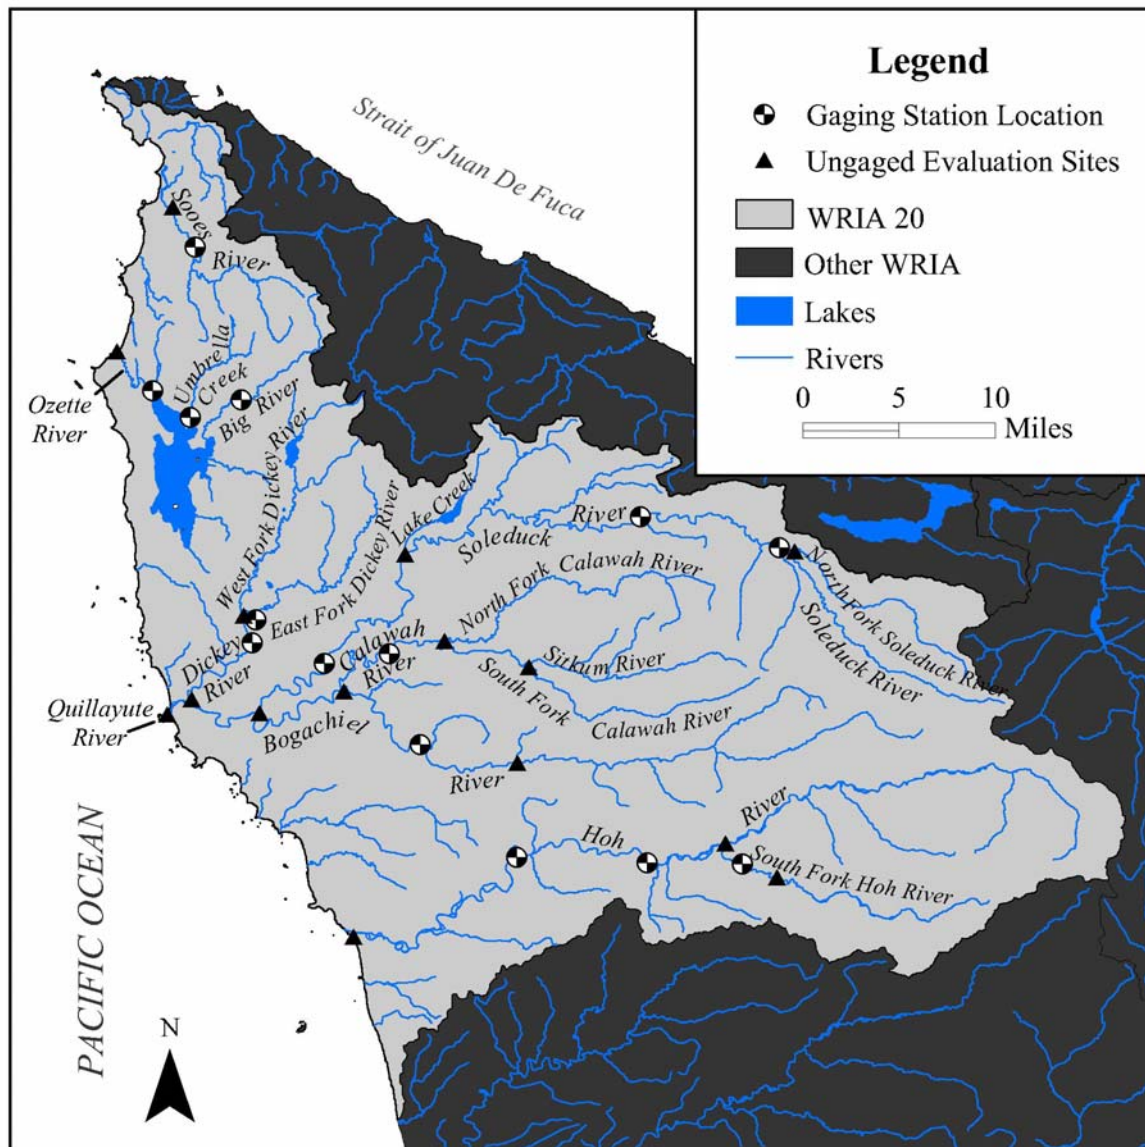 Legend
Gaging Station Location
Ungaged Evaluation Sites
WRIA 20
Other WRIA
Lakes
Rivers
0 5 10
Miles
Strait of Juan De Fuca
Sooes
River
Umbrella
Creek
Big River
Ozette
River
West Fork Dickey River
East Fork Dickey River
Lake Creek
Soleduck
River
North Fork Calawah River
North Fork Soleduck River
Soleduck River
Dickey
River
Calawah
River
Sitkum River
South Fork
Calawah River
Quillayute
River
Bogachiel
River
Hoh
River
South Fork Hoh River
PACIFIC OCEAN
N